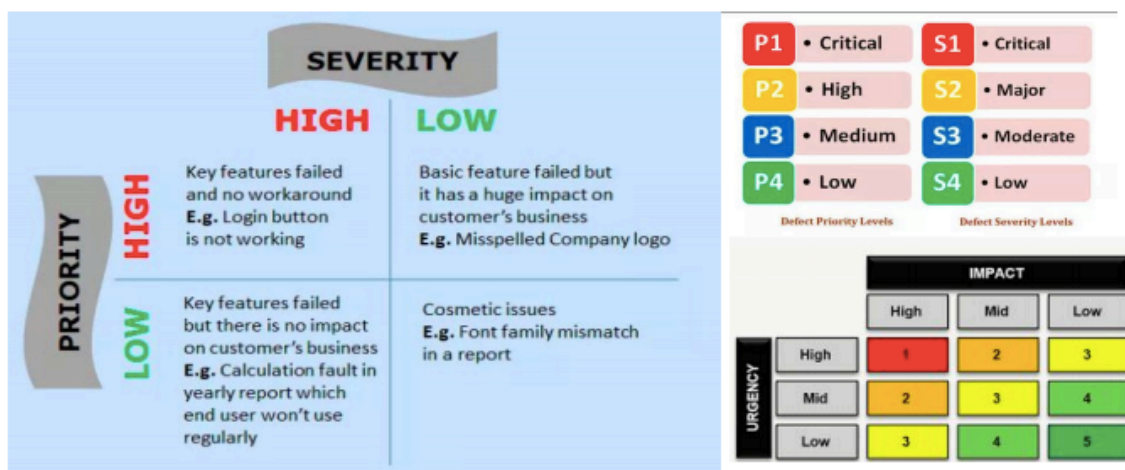 SEVERITY
HIGH
LOW
PRIORITY
HIGH
Key features failed
and no workaround
E.g. Login button
is not working
Basic feature failed but
it has a huge impact on
customer's business
E.g. Misspelled Company logo
LOW
Key features failed
but there is no impact
on customer's business
E.g. Calculation fault in
yearly report which
end user won't use
regularly
Cosmetic issues
E.g. Font family mismatch
in a report
P1 • Critical
P2 • High
P3 • Medium
P4 • Low
Defect Priority Levels
S1 • Critical
S2 • Major
S3 • Moderate
S4 • Low
Defect Severity Levels
IMPACT
High Mid Low
URGENCY
High 1 2 3
Mid 2 3 4
Low 3 4 5